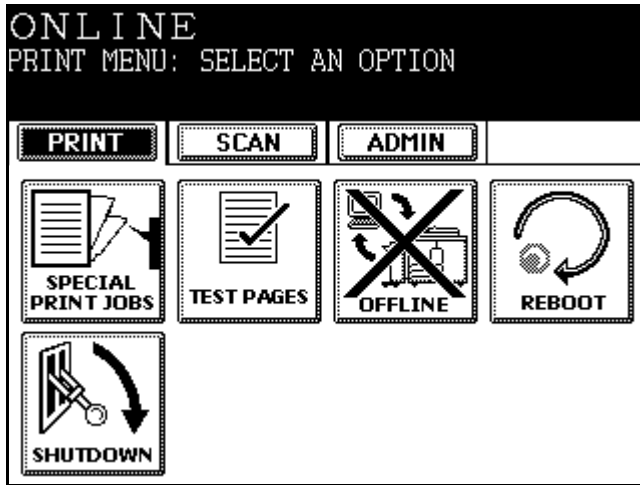 ONLINE
PRINT MENU: SELECT AN OPTION
PRINT
SCAN
ADMIN
SPECIAL
PRINT JOBS
TEST PAGES
OFFLINE
REBOOT
SHUTDOWN